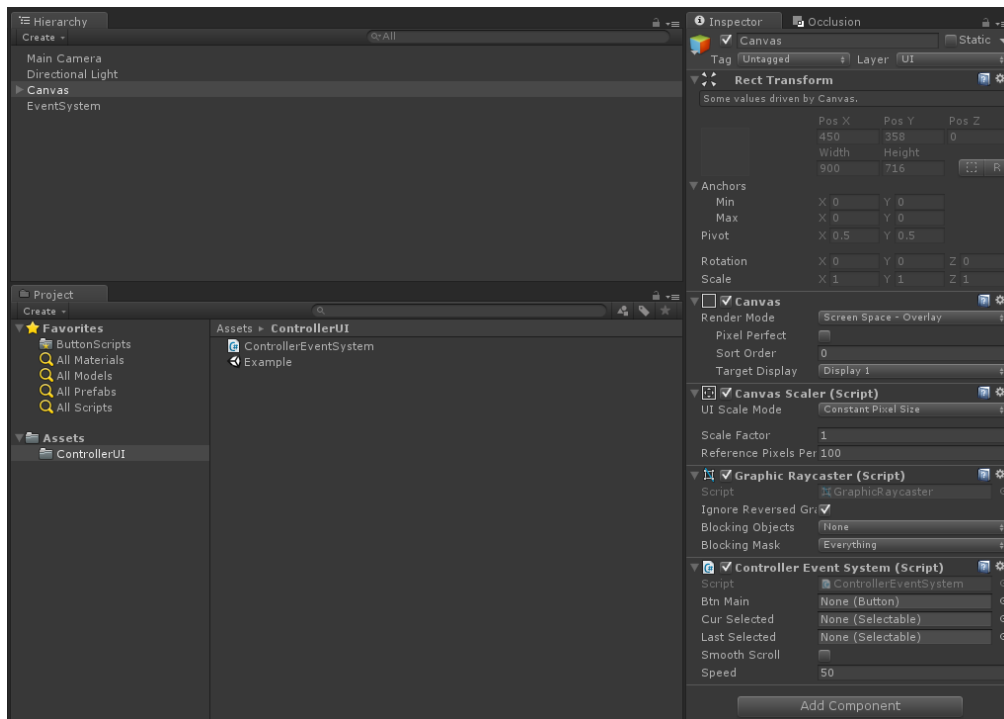 Hierarchy
Create
All
Main Camera
Directional Light
Canvas
EventSystem
Project
Create
Favorites
ButtonScripts
All Materials
All Models
All Prefabs
All Scripts
Assets
ControllerUI
Assets ▸ ControllerUI
ControllerEventSystem
Example
Inspector Occlusion
Canvas Static
Tag Untagged Layer UI
Rect Transform
Some values driven by Canvas.
Pos X Pos Y Pos Z
450 358 0
Width Height
900 716
R
Anchors
Min X 0 Y 0
Max X 0 Y 0
Pivot X 0.5 Y 0.5
Rotation X 0 Y 0 Z 0
Scale X 1 Y 1 Z 1
Canvas
Render Mode Screen Space - Overlay
Pixel Perfect
Sort Order 0
Target Display Display 1
Canvas Scaler (Script)
UI Scale Mode Constant Pixel Size
Scale Factor 1
Reference Pixels Per 100
Graphic Raycaster (Script)
Script GraphicRaycaster
Ignore Reversed Gra
Blocking Objects None
Blocking Mask Everything
Controller Event System (Script)
Script ControllerEventSystem
Btn Main None (Button)
Cur Selected None (Selectable)
Last Selected None (Selectable)
Smooth Scroll
Speed 50
Add Component